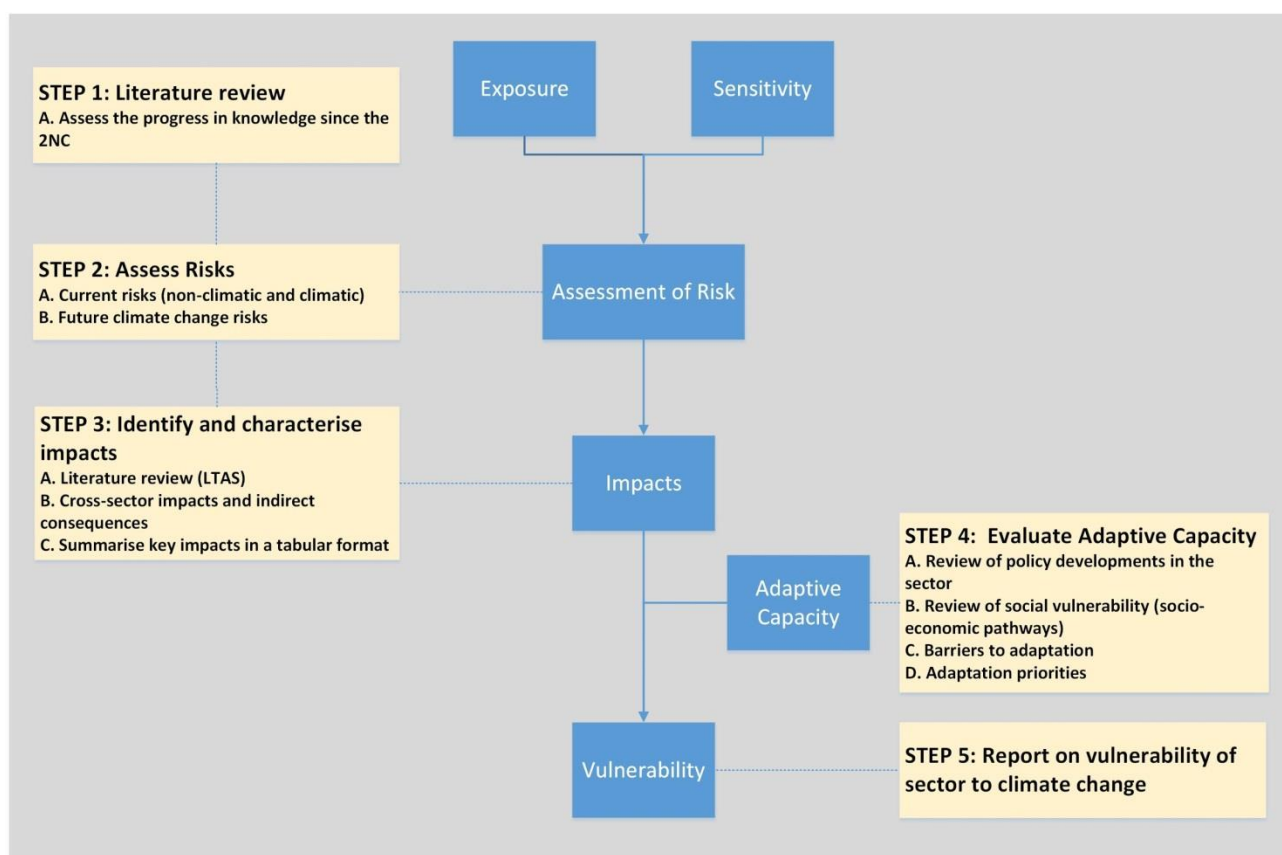 STEP 1: Literature review
A. Assess the progress in knowledge since the
2NC
Exposure
Sensitivity
STEP 2: Assess Risks
A. Current risks (non-climatic and climatic)
B. Future climate change risks
Assessment of Risk
STEP 3: Identify and characterise
impacts
A. Literature review (LTAS)
B. Cross-sector impacts and indirect
consequences
C. Summarise key impacts in a tabular format
Impacts
Adaptive
Capacity
STEP 4:  Evaluate Adaptive Capacity
A. Review of policy developments in the
sector
B. Review of social vulnerability (socio-
economic pathways)
C. Barriers to adaptation
D. Adaptation priorities
Vulnerability
STEP 5: Report on vulnerability of
sector to climate change